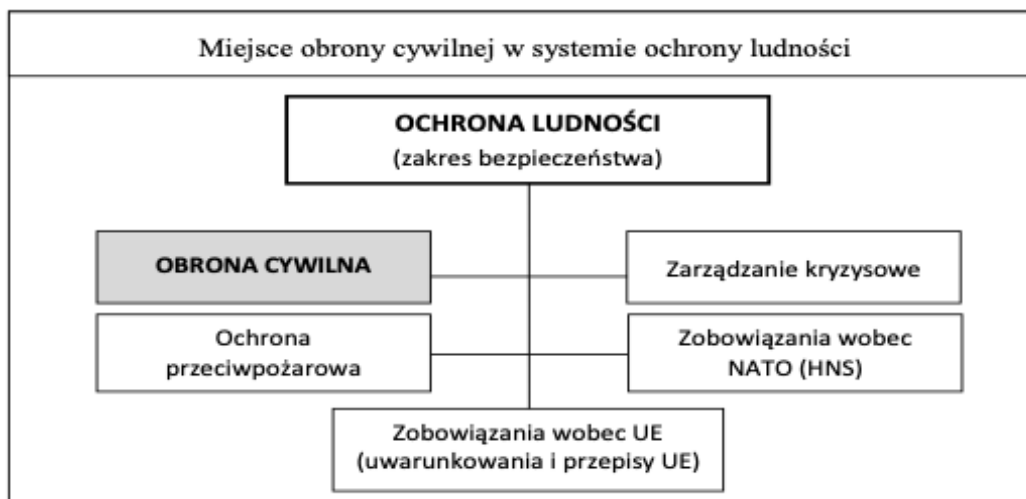 Miejsce obrony cywilnej w systemie ochrony ludności
OCHRONA LUDNOŚCI
(zakres bezpieczeństwa)
OBRONA CYWILNA
Zarządzanie kryzysowe
Ochrona
przeciwpożarowa
Zobowiązania wobec
NATO (HNS)
Zobowiązania wobec UE
(uwarunkowania i przepisy UE)